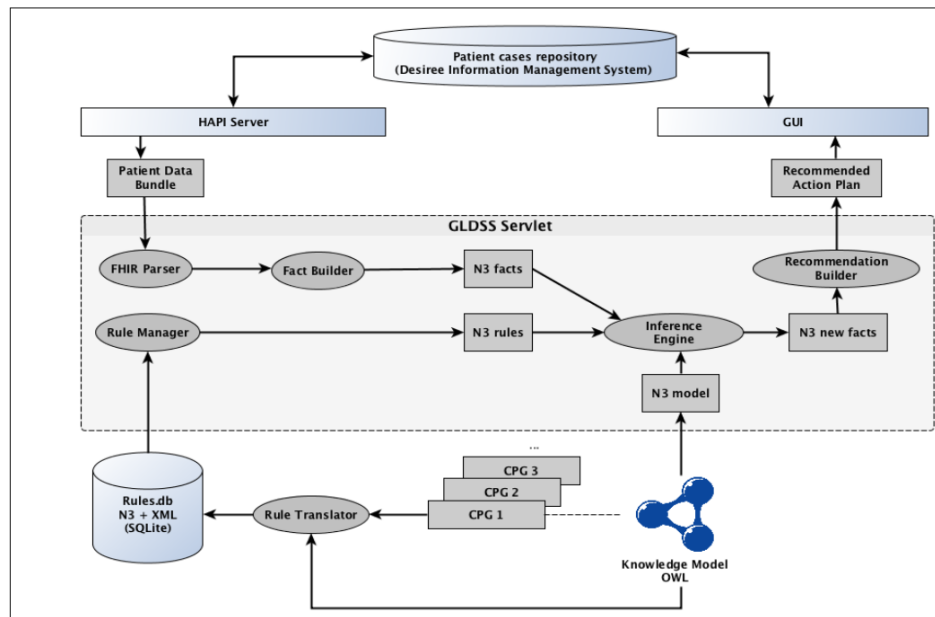 Patient cases repository
(Desiree Information Management System)
HAPI Server
GUI
Patient Data
Bundle
Recommended
Action Plan
GLDSS Servlet
FHIR Parser
Fact Builder
N3 facts
Recommendation
Builder
Rule Manager
N3 rules
Inference
Engine
N3 new facts
N3 model
...
CPG 3
CPG 2
CPG 1
Rules.db
N3 + XML
(SQLite)
Rule Translator
Knowledge Model
OWL